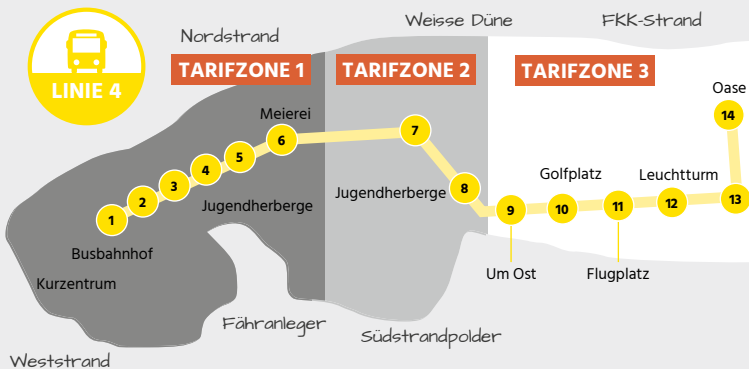 Weisse Düne
FKK-Strand
Nordstrand
LINIE 4
TARIFZONE 1
TARIFZONE 2
TARIFZONE 3
Oase
Meierei
14
7
6
5
4
3
2
1
Jugendherberge
Jugendherberge
8
Golfplatz
Leuchtturm
9
10
11
12
13
Busbahnhof
Um Ost
Flugplatz
Kurzentrum
Fähranleger
Südstrandpolder
Weststrand